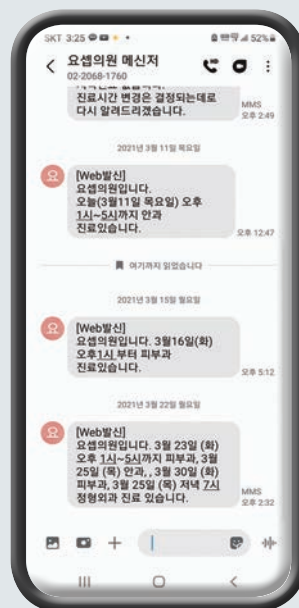 SKT 3:25
52%
요셉의원 메신저
02-2068-1760
진료시간 변경은 결정되는데로
다시 알려드리겠습니다.
MMS
오후 2:49
2021년 3월 11일 목요일
요
[Web발신]
요셉의원입니다.
오늘(3월11일 목요일) 오후
1시~5시까지 안과
진료있습니다.
오후 12:47
여기까지 읽었습니다
2021년 3월 15일 월요일
요
[Web발신]
요셉의원입니다. 3월16일(화)
오후1시 부터 피부과
진료있습니다.
오후 5:12
2021년 3월 22일 월요일
요
[Web발신]
요셉의원입니다. 3월 23일 (화)
오후 1시~5시까지 피부과, 3월
25일 (목) 안과, , 3월 30일 (화)
피부과, 3월 25일 (목) 저녁 7시
정형외과 진료 있습니다.
MMS
오후 2:32